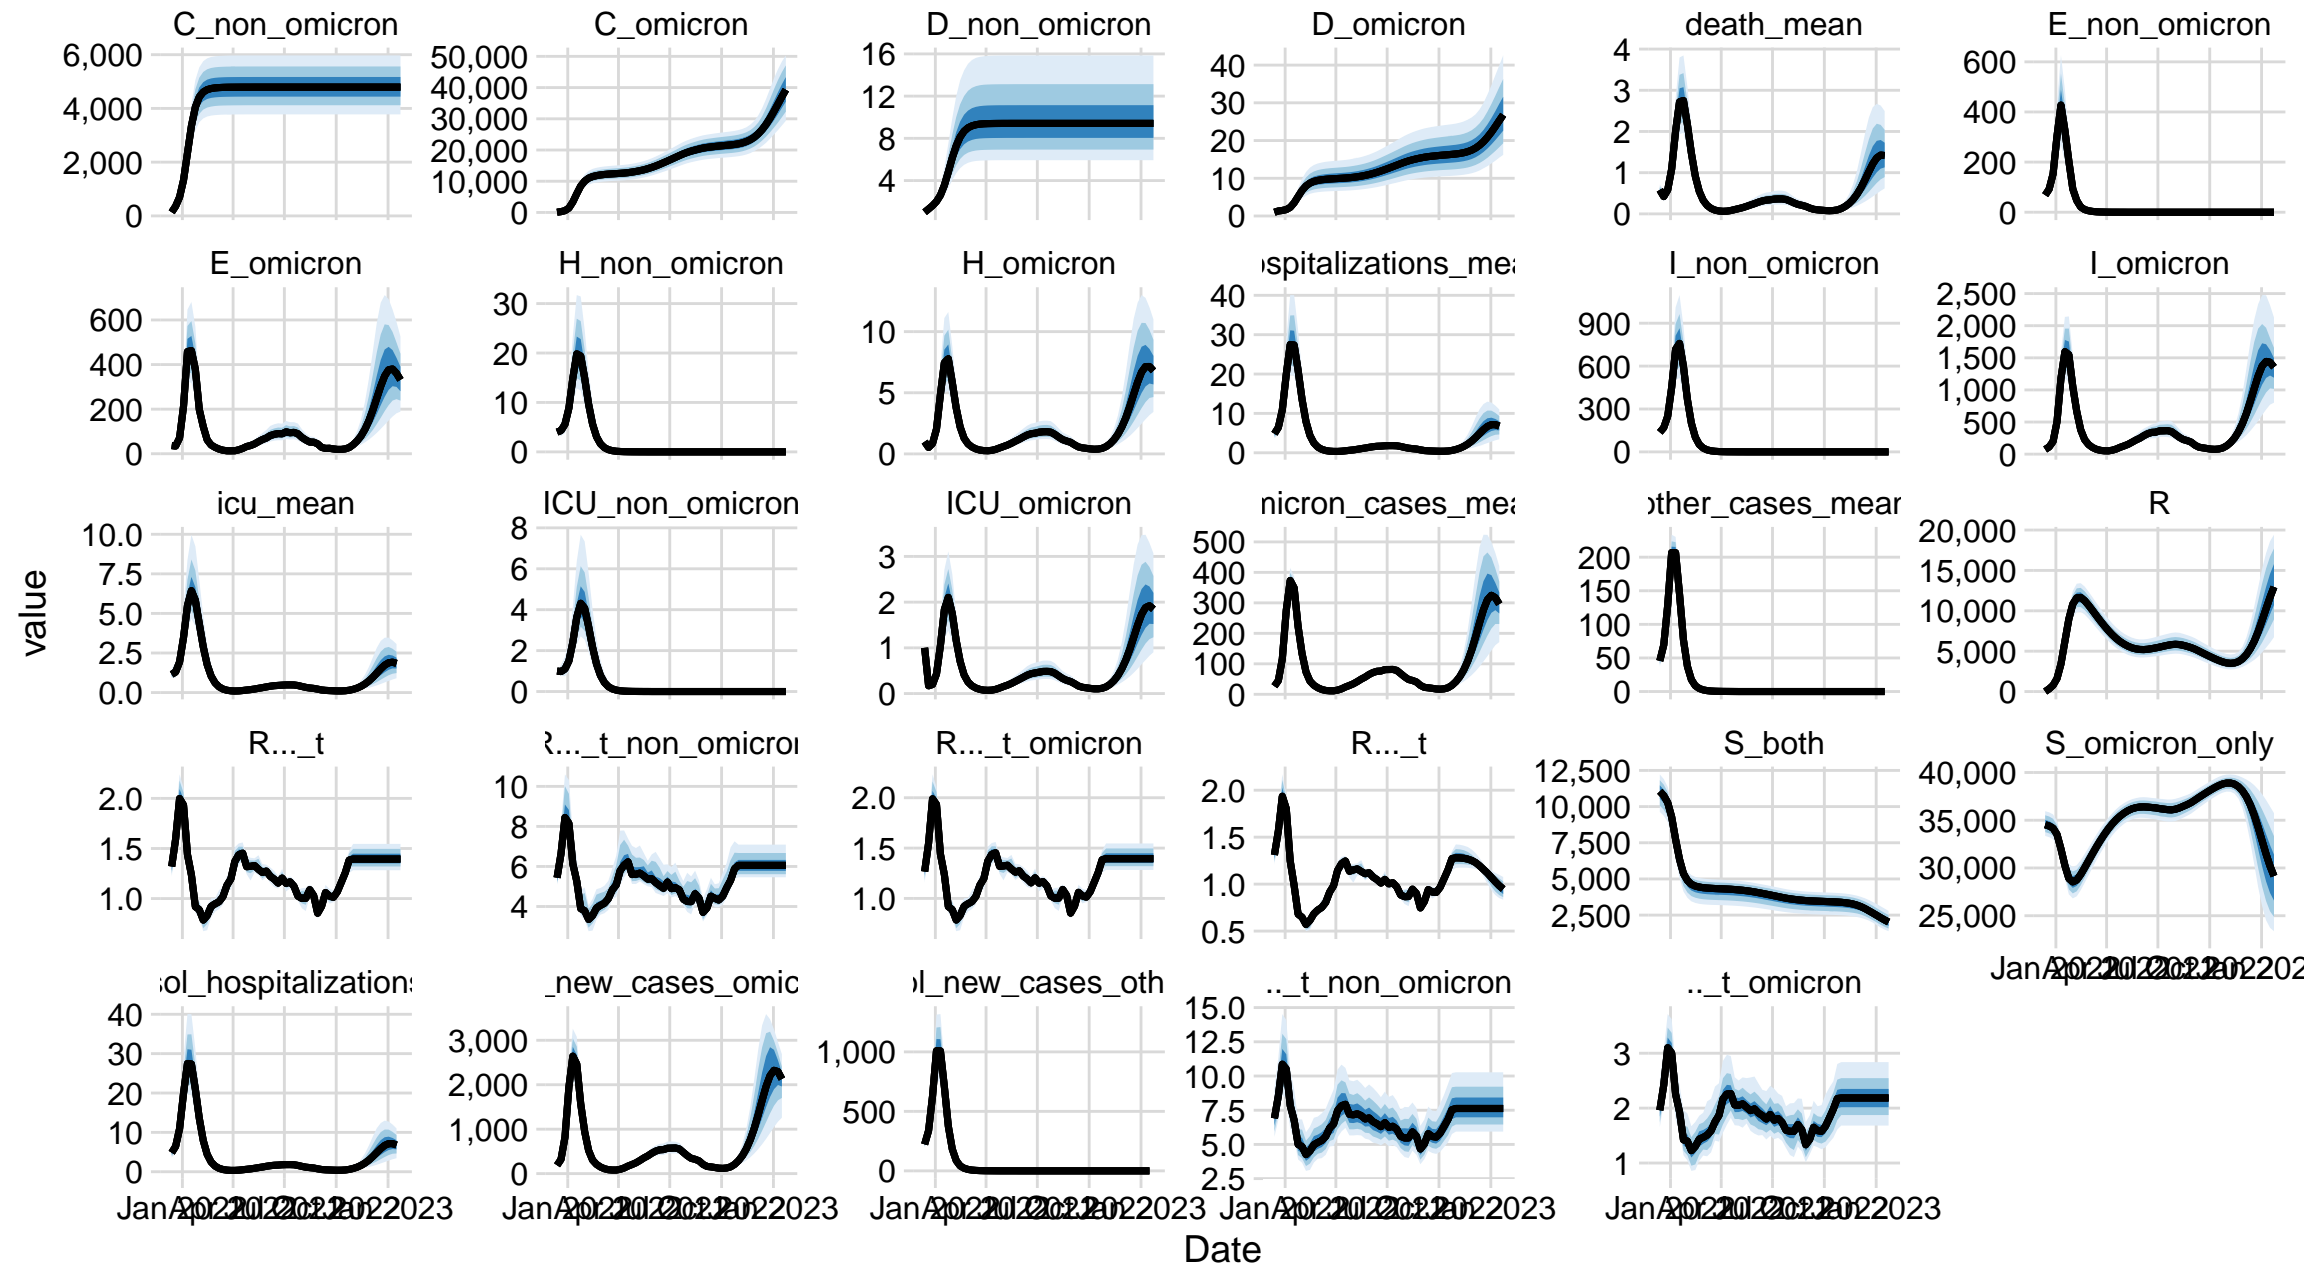 C_non_omicron C_omicron D_non_omicron D_omicron death_mean E_non_omicron
6,000 4,000 2,000 0
50,000 40,000 30,000 20,000 10,000 0
16 12 8 4
40 30 20 10 0
4 3 2 1 0
600 400 200 0
E_omicron H_non_omicron H_omicron ospitalizations_mea I_non_omicron I_omicron
600 400 200 0
30 20 10 0
10 5 0
40 30 20 10 0
900 600 300 0
2,500 2,000 1,500 1,000 500 0
icu_mean ICU_non_omicron ICU_omicron micron_cases_mea other_cases_mean R
10.0 7.5 5.0 2.5 0.0
8 6 4 2 0
3 2 1 0
500 400 300 200 100 0
200 150 100 50 0
20,000 15,000 10,000 5,000 0
value
R..._t R..._t_non_omicron R..._t_omicron R..._t S_both S_omicron_only
2.0 1.5 1.0
10 8 6 4
2.0 1.5 1.0
2.0 1.5 1.0 0.5
12,500 10,000 7,500 5,000 2,500
40,000 35,000 30,000 25,000
sol_hospitalizations _new_cases_omic ol_new_cases_oth .._t_non_omicron .._t_omicron
40 30 20 10 0
3,000 2,000 1,000 0
1,000 500 0
15.0 12.5 10.0 7.5 5.0 2.5
3 2 1
Date